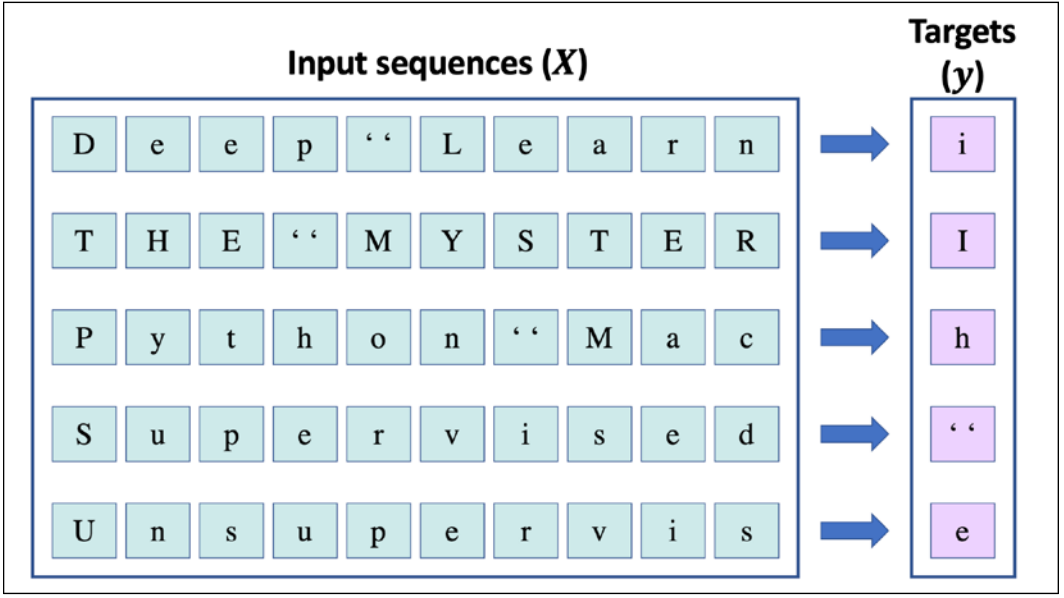 Input sequences (X)
Targets
(y)
D e e p ‘ ‘ L e a r n i
T H E ‘ ‘ M Y S T E R I
P y t h o n ‘ ‘ M a c h
S u p e r v i s e d ‘ ‘
U n s u p e r v i s e